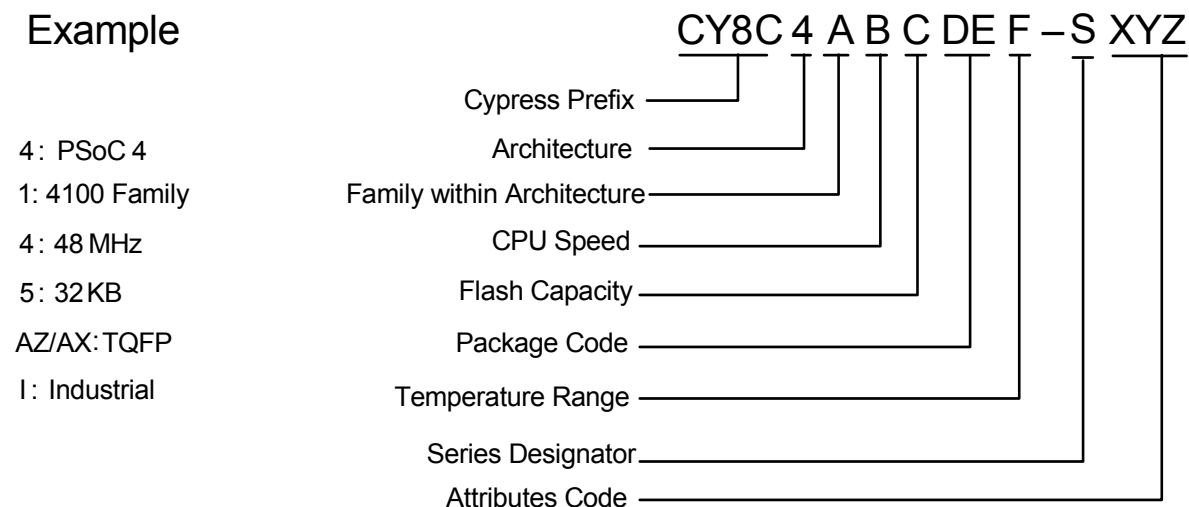 Example CY8C 4 A B C DE F – S XYZ
Cypress Prefix
4: PSoC 4 Architecture
1: 4100 Family Family within Architecture
4: 48 MHz CPU Speed
5: 32 KB Flash Capacity
AZ/AX: TQFP Package Code
I: Industrial Temperature Range
Series Designator
Attributes Code